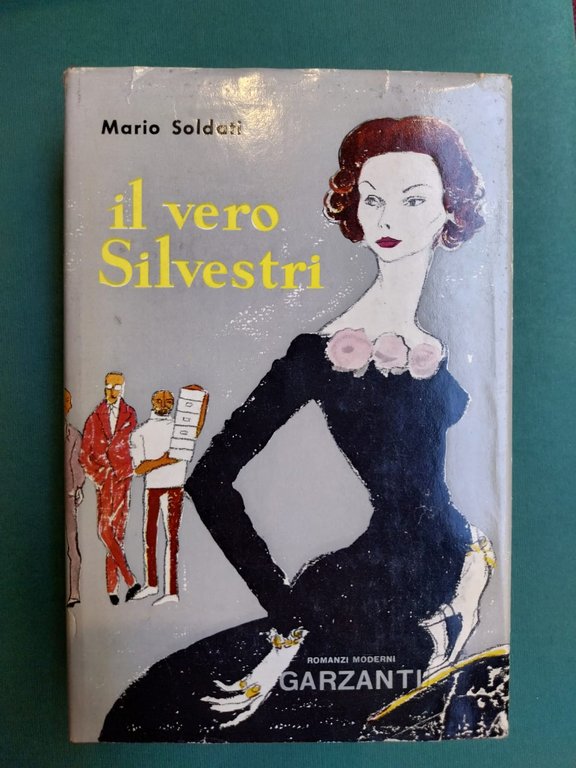 Mario Soldati
il vero
Silvestri
ROMANZI MODERNI
GARZANTI